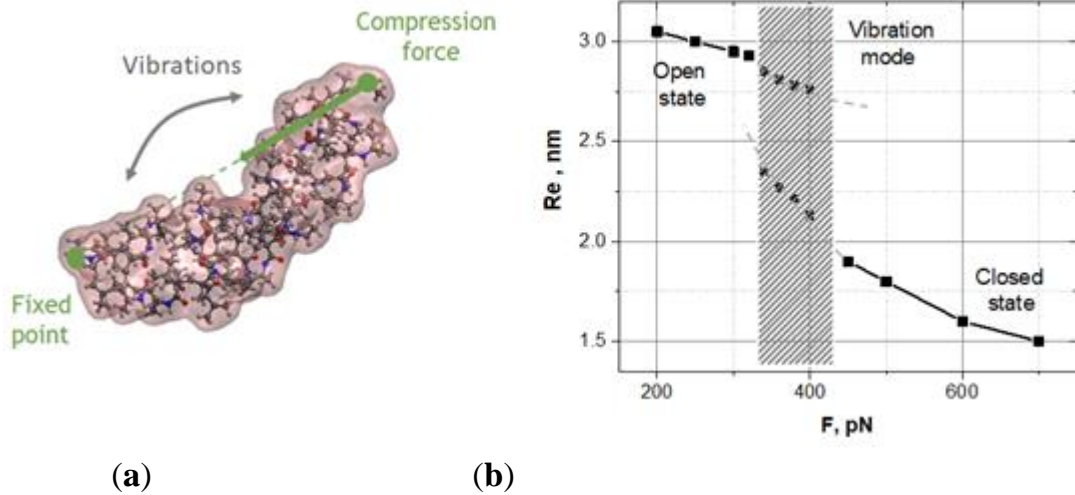 Compression
force
Vibrations
Fixed
point
Re , nm
3.0
2.5
2.0
1.5
Open
state
Vibration
mode
Closed
state
200
400
600
F, pN
(a)
(b)